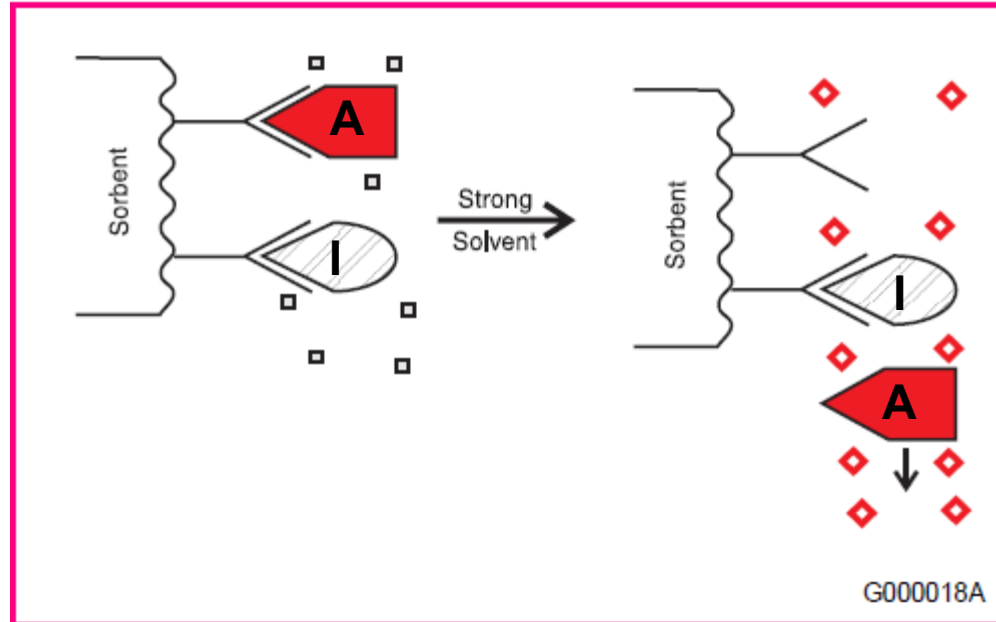 Sorbent
A
I
Strong
Solvent
Sorbent
I
A
G000018A